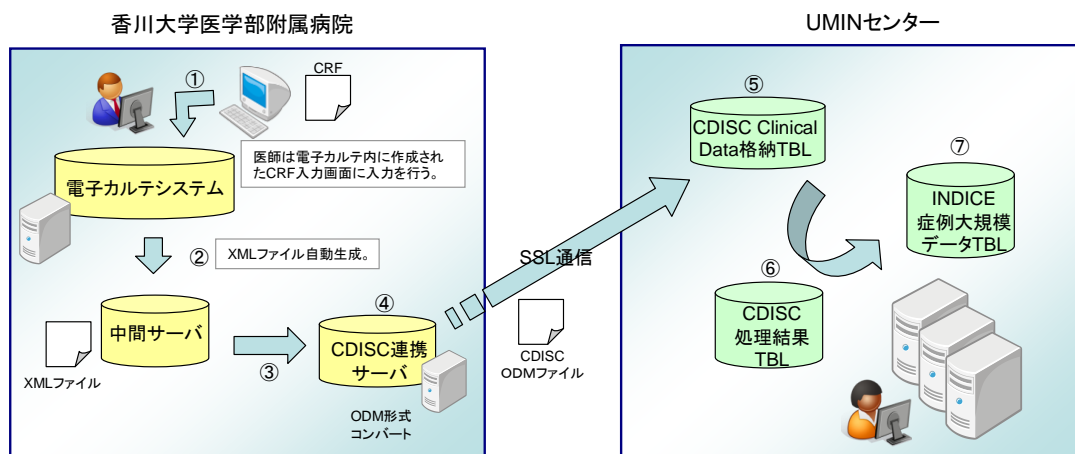 香川大学医学部附属病院
UMINセンター
①
CRF
医師は電子カルテ内に作成され
たCRF入力画面に入力を行う。
電子カルテシステム
②
XMLファイル自動生成。
中間サーバ
XMLファイル
③
④
CDISC連携
サーバ
ODM形式
コンバート
SSL通信
CDISC
ODMファイル
⑤
CDISC Clinical
Data格納TBL
⑥
CDISC
処理結果
TBL
⑦
INDICE
症例大規模
データTBL